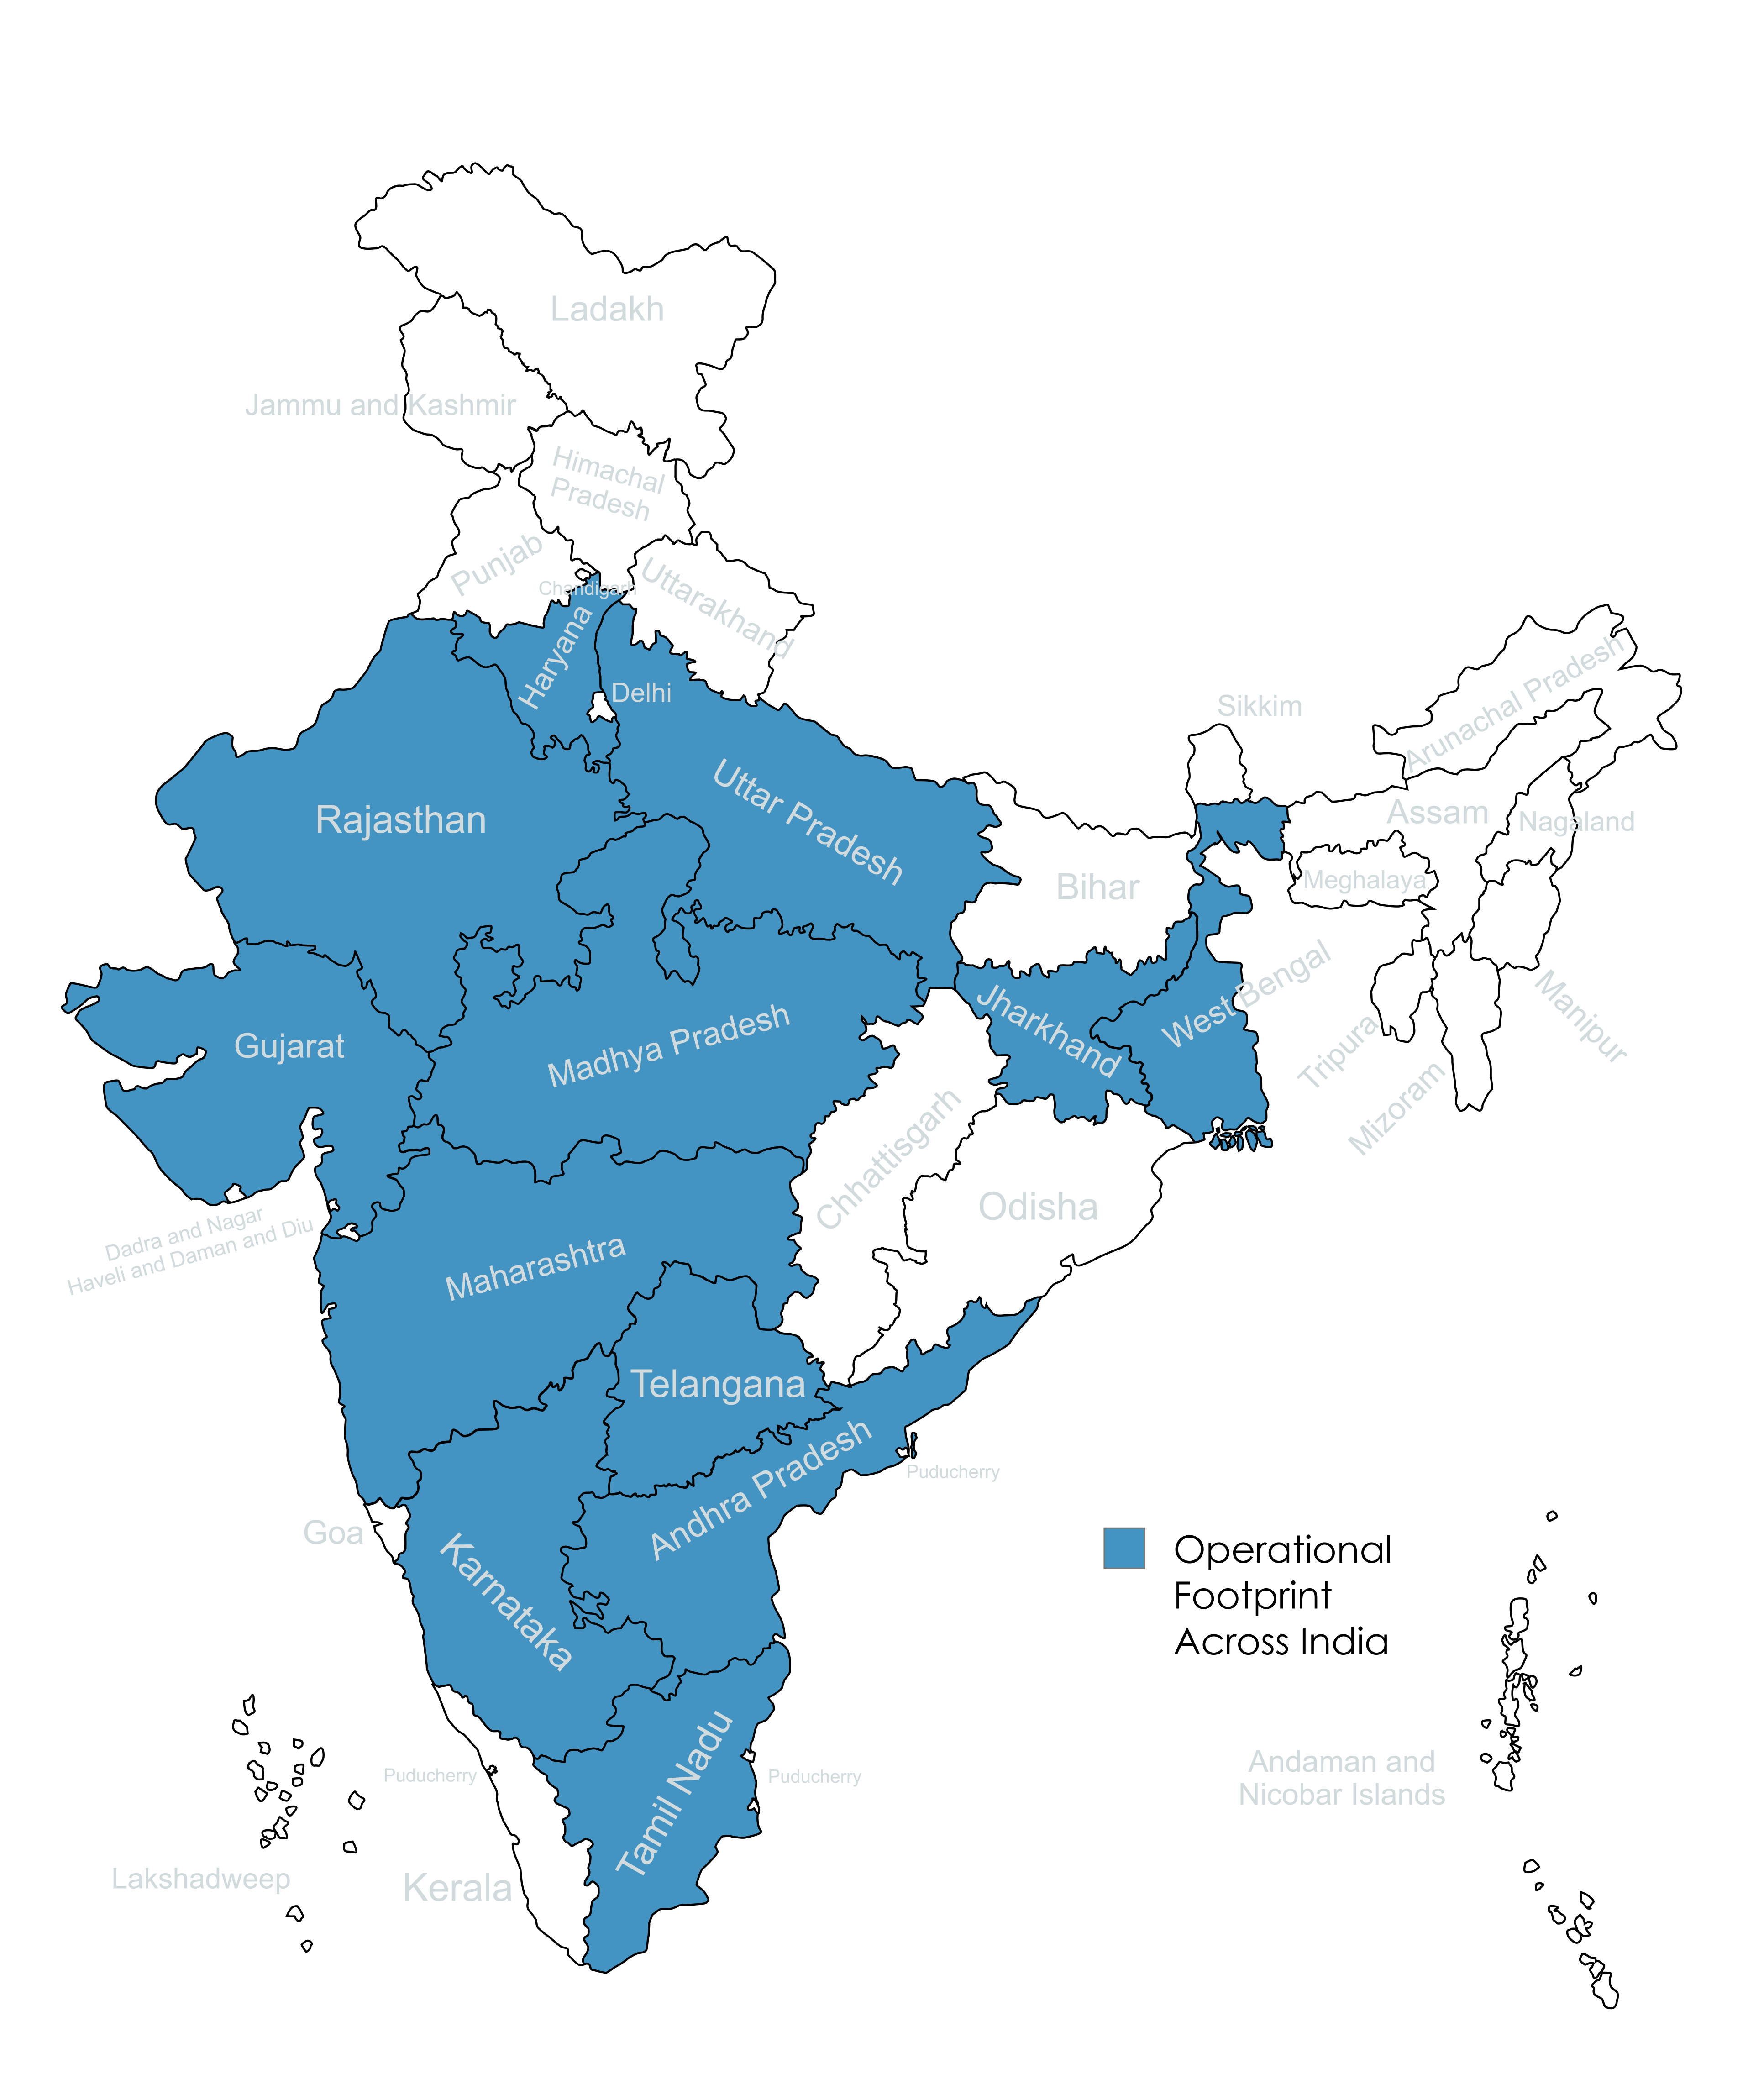 Ladakh
Jammu and Kashmir
Himachal
Pradesh
Punjab
Chandigarh
Uttarakhand
Haryana
Delhi
Arunachal Pradesh
Sikkim
Rajasthan
Uttar Pradesh
Assam
Nagaland
Bihar
Meghalaya
Gujarat
Madhya Pradesh
Jharkhand
West Bengal
Tripura
Manipur
Mizoram
Chhattisgarh
Odisha
Dadra and Nagar
Haveli and Daman and Diu
Maharashtra
Telangana
Andhra Pradesh
Puducherry
Goa
Karnataka
Operational
Footprint
Across India
Puducherry
Tamil Nadu
Puducherry
Andaman and
Nicobar Islands
Lakshadweep
Kerala